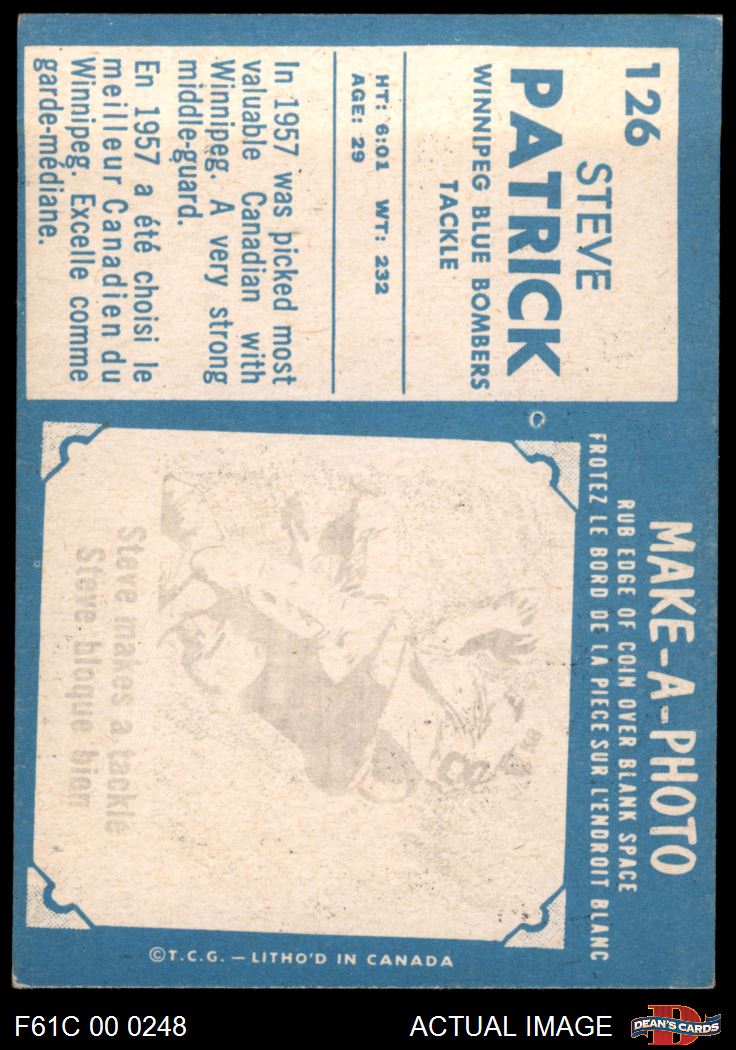 126
STEVE
PATRICK
WINNIPEG BLUE BOMBERS
TACKLE
HT: 6:01 WT: 232
AGE: 29
In 1957 was picked most
valuable Canadian with
Winnipeg. A very strong
middle-guard.
En 1957 a été choisi le
meilleur Canadien du
Winnipeg. Excelle comme
garde-médiane.
MAKE-A-PHOTO
RUB EDGE OF COIN OVER BLANK SPACE
FROTEZ LE BORD DE LA PIECE SUR L'ENDROIT BLANC
Steve makes a tackle
Steve bloque bien
©T.C.G. — LITHO'D IN CANADA
F61C 00 0248
ACTUAL IMAGE
D
DEAN'S CARDS